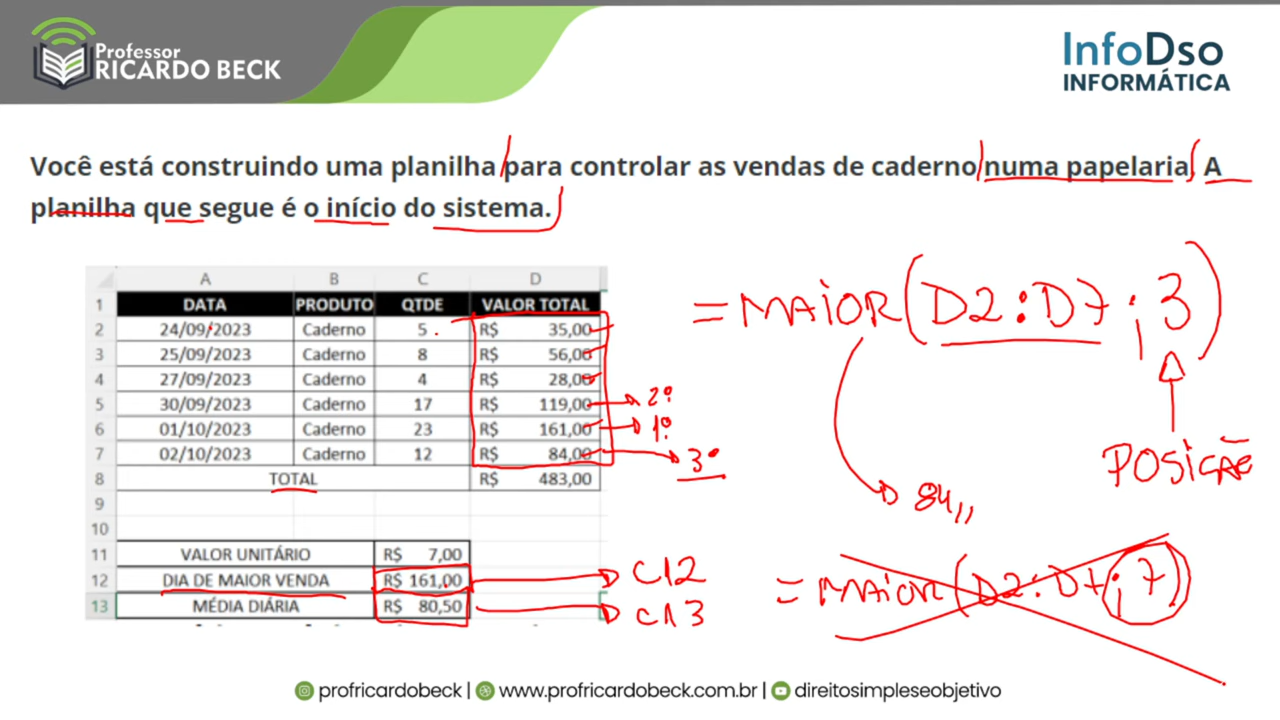 Professor
RICARDO BECK
InfoDso
INFORMÁTICA
Você está construindo uma planilha para controlar as vendas de caderno numa papelaria. A
planilha que segue é o início do sistema.
A B C D
1 DATA PRODUTO QTDE VALOR TOTAL
2 24/09/2023 Caderno 5 R$ 35,00
3 25/09/2023 Caderno 8 R$ 56,00
4 27/09/2023 Caderno 4 R$ 28,00
5 30/09/2023 Caderno 17 R$ 119,00 2º
6 01/10/2023 Caderno 23 R$ 161,00 1º
7 02/10/2023 Caderno 12 R$ 84,00 3º
8 TOTAL R$ 483,00
9
10
11 VALOR UNITÁRIO R$ 7,00
12 DIA DE MAIOR VENDA R$ 161,00 C12
13 MÉDIA DIÁRIA R$ 80,50 C13
=MAIOR(D2:D7;3)
POSIÇÃO
84,,
=MAIOR(D2:D7;7)
profricardobeck | www.profricardobeck.com.br | direitosimpleseobjetivo